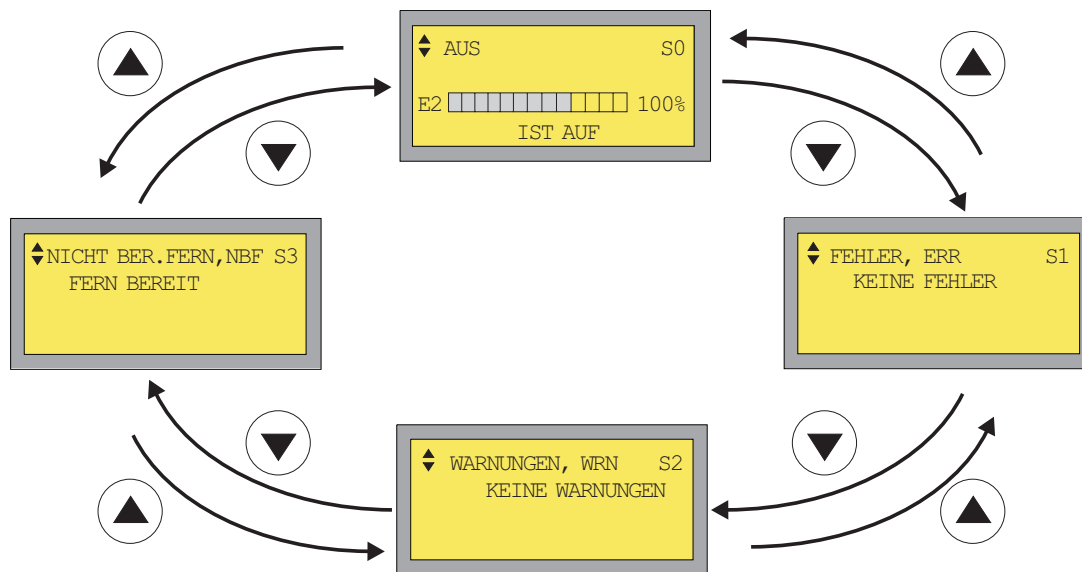 AUS S0
E2 100%
IST AUF
NICHT BER.FERN,NBF S3
FERN BEREIT
FEHLER, ERR S1
KEINE FEHLER
WARNUNGEN, WRN S2
KEINE WARNUNGEN